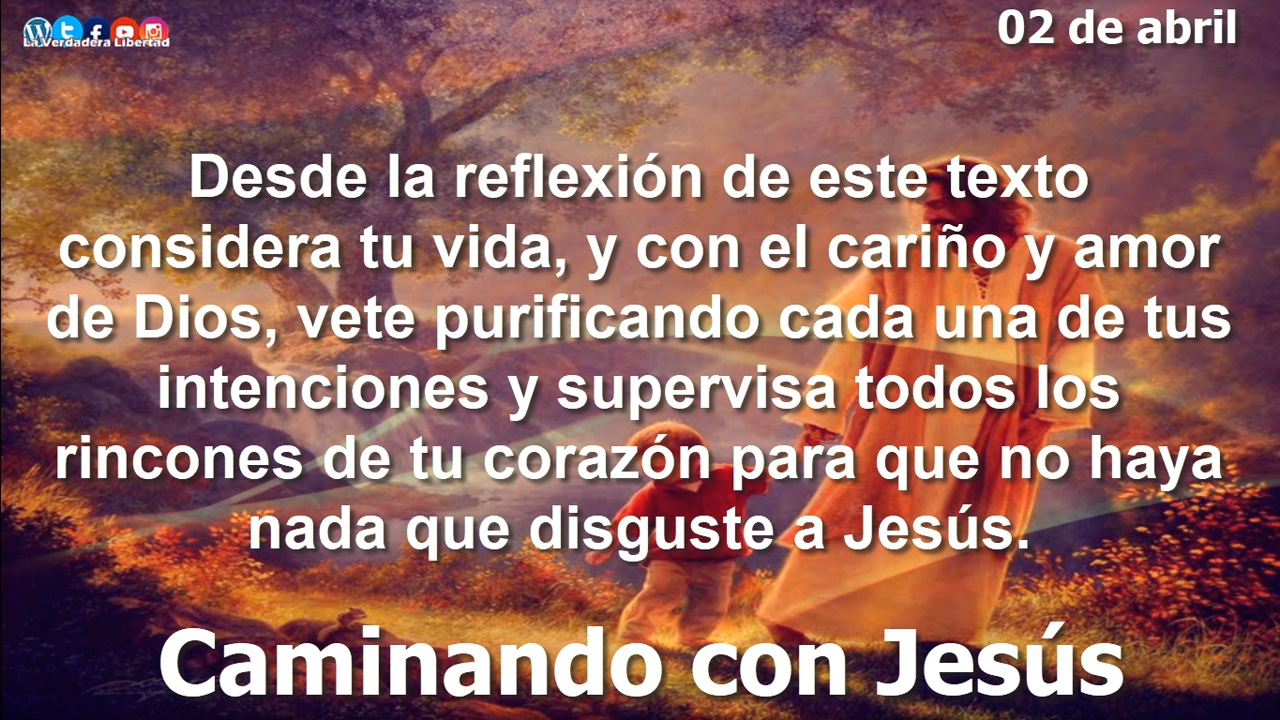 La Verdadera Libertad
02 de abril
Desde la reflexión de este texto
considera tu vida, y con el cariño y amor
de Dios, vete purificando cada una de tus
intenciones y supervisa todos los
rincones de tu corazón para que no haya
nada que disguste a Jesús.
Caminando con Jesús